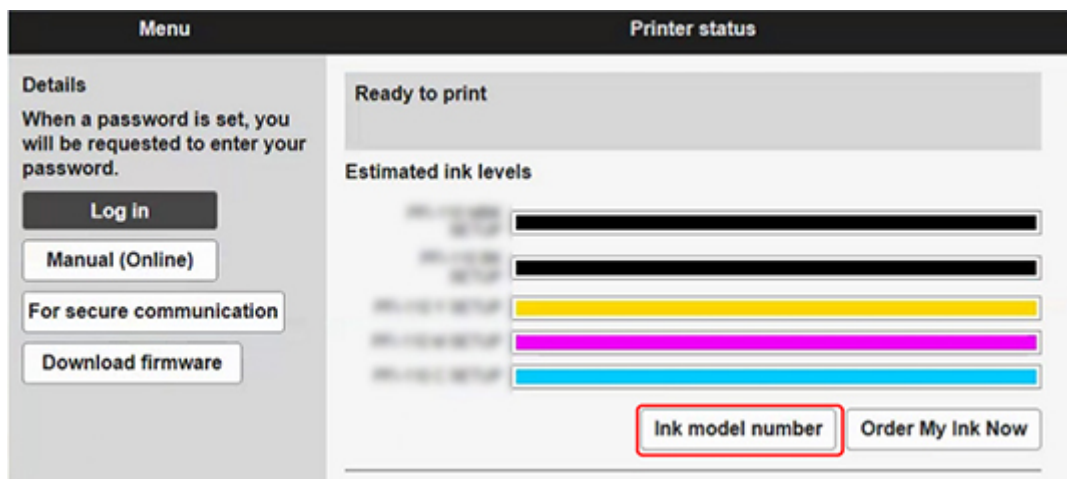 Menu
Printer status
Details
When a password is set, you
will be requested to enter your
password.
Log in
Manual (Online)
For secure communication
Download firmware
Ready to print
Estimated ink levels
Ink model number
Order My Ink Now